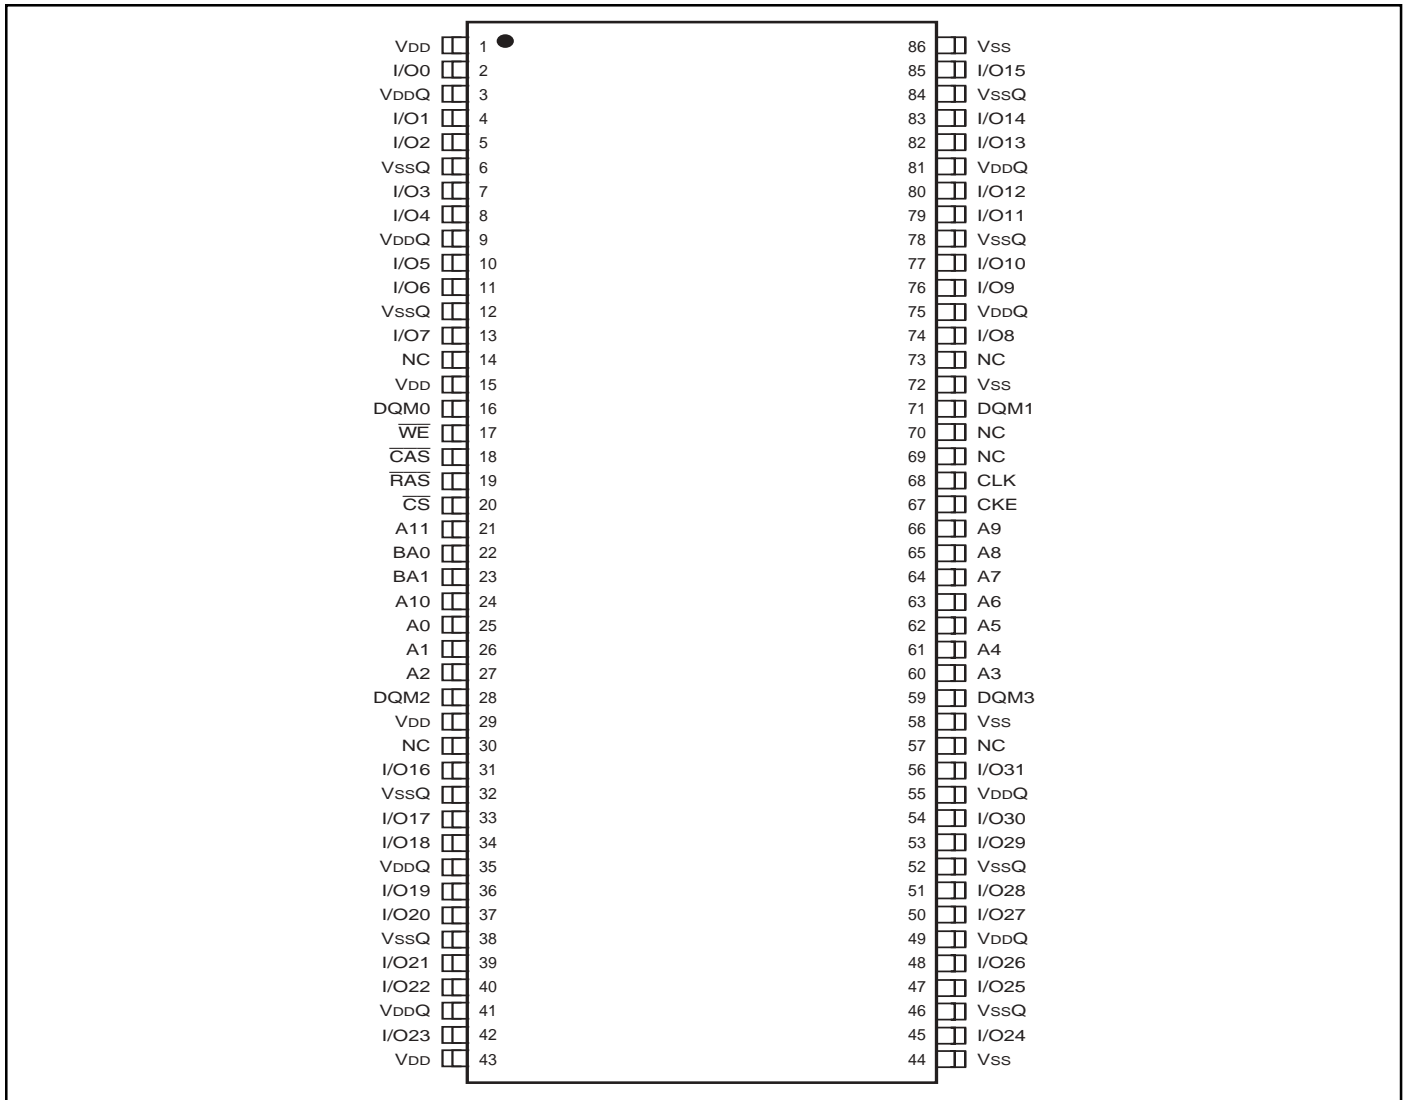 VDD 1 86 VSS
I/O0 2 85 I/O15
VDDQ 3 84 VSSQ
I/O1 4 83 I/O14
I/O2 5 82 I/O13
VSSQ 6 81 VDDQ
I/O3 7 80 I/O12
I/O4 8 79 I/O11
VDDQ 9 78 VSSQ
I/O5 10 77 I/O10
I/O6 11 76 I/O9
VSSQ 12 75 VDDQ
I/O7 13 74 I/O8
NC 14 73 NC
VDD 15 72 VSS
DQM0 16 71 DQM1
W̅E̅ 17 70 NC
C̅A̅S̅ 18 69 NC
R̅A̅S̅ 19 68 CLK
C̅S̅ 20 67 CKE
A11 21 66 A9
BA0 22 65 A8
BA1 23 64 A7
A10 24 63 A6
A0 25 62 A5
A1 26 61 A4
A2 27 60 A3
DQM2 28 59 DQM3
VDD 29 58 VSS
NC 30 57 NC
I/O16 31 56 I/O31
VSSQ 32 55 VDDQ
I/O17 33 54 I/O30
I/O18 34 53 I/O29
VDDQ 35 52 VSSQ
I/O19 36 51 I/O28
I/O20 37 50 I/O27
VSSQ 38 49 VDDQ
I/O21 39 48 I/O26
I/O22 40 47 I/O25
VDDQ 41 46 VSSQ
I/O23 42 45 I/O24
VDD 43 44 VSS